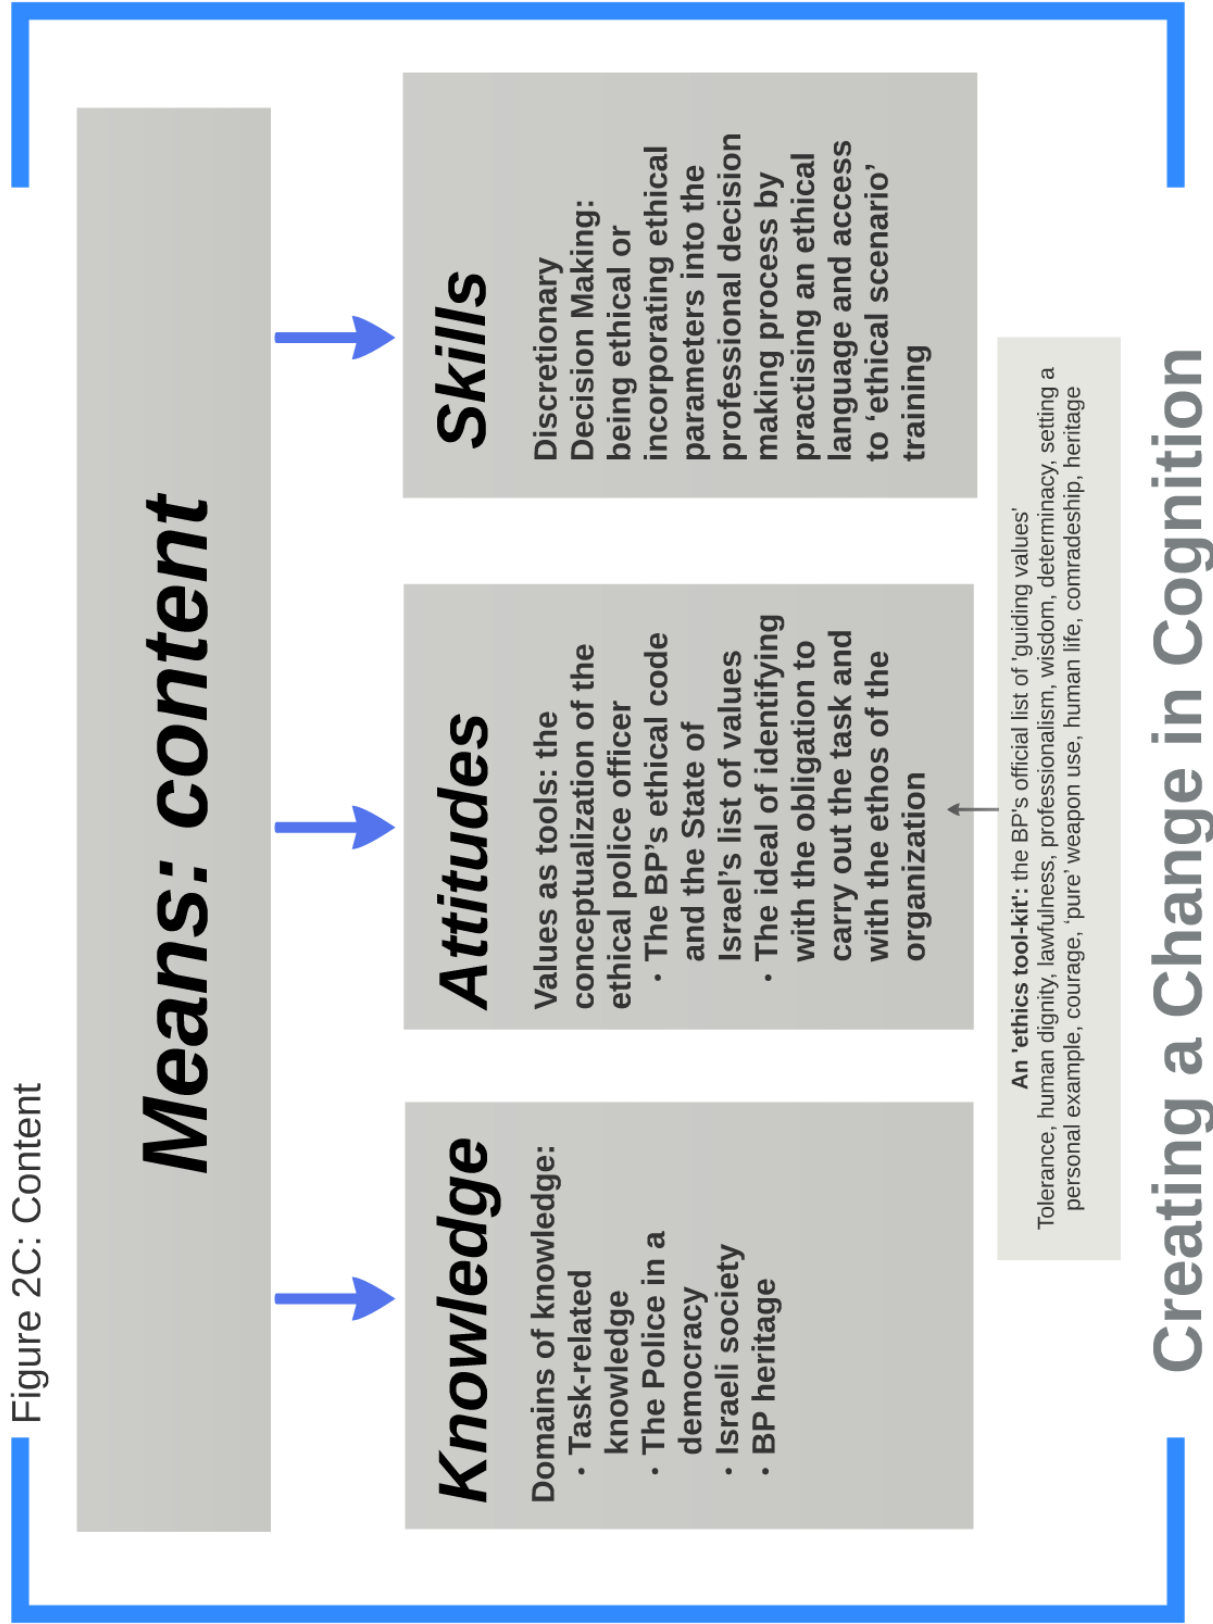 Figure 2C: Content
Means: content
Knowledge
Domains of knowledge:
• Task-related
knowledge
• The Police in a
democracy
• Israeli society
• BP heritage
Attitudes
Values as tools: the
conceptualization of the
ethical police officer
• The BP’s ethical code
and the State of
Israel’s list of values
• The ideal of identifying
with the obligation to
carry out the task and
with the ethos of the
organization
Skills
Discretionary
Decision Making:
being ethical or
incorporating ethical
parameters into the
professional decision
making process by
practising an ethical
language and access
to ‘ethical scenario’
training
An 'ethics tool-kit': the BP's official list of 'guiding values'
Tolerance, human dignity, lawfulness, professionalism, wisdom, determinacy, setting a
personal example, courage, ‘pure’ weapon use, human life, comradeship, heritage
Creating a Change in Cognition